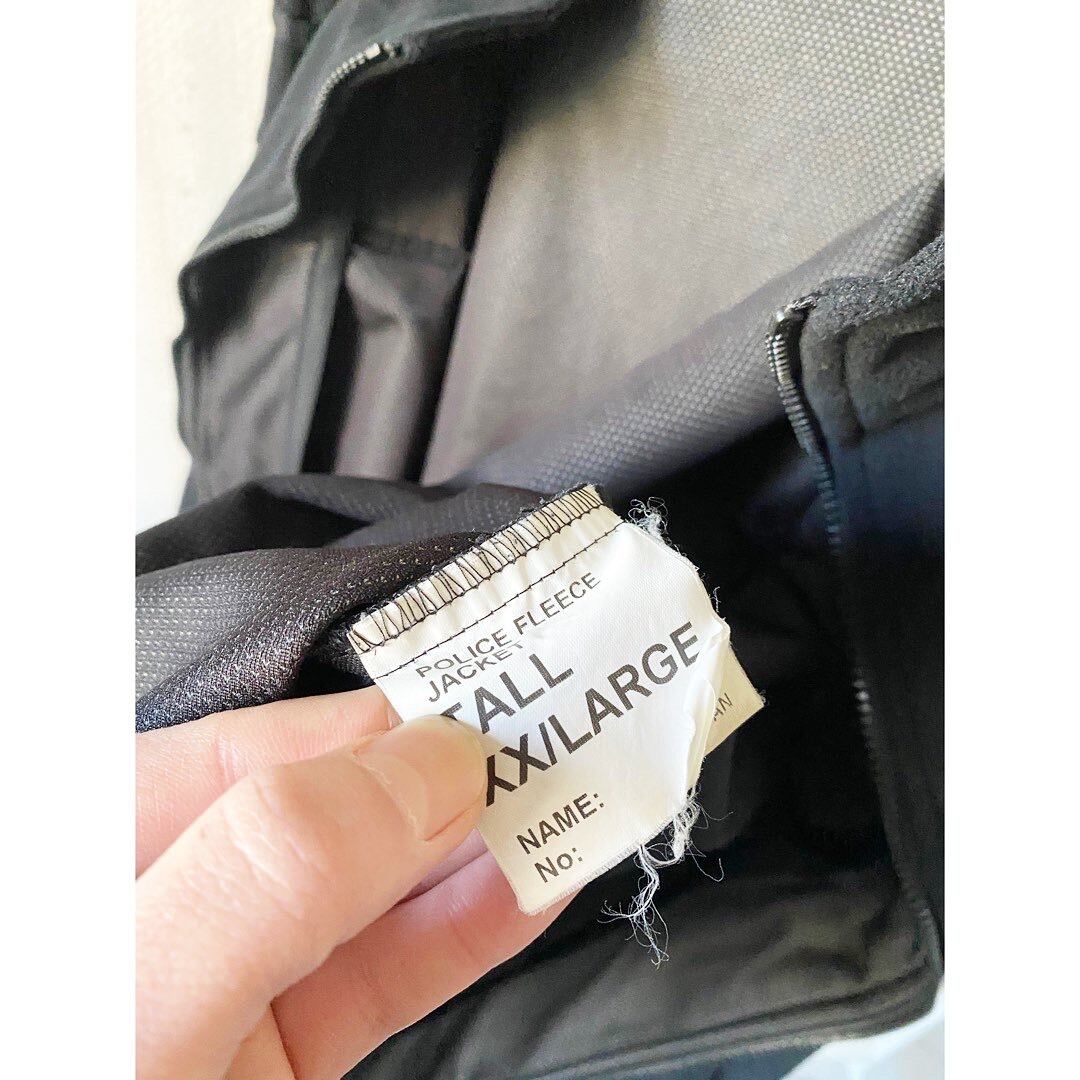 POLICE FLEECE
JACKET
TALL
XX/LARGE
NAME:
No: